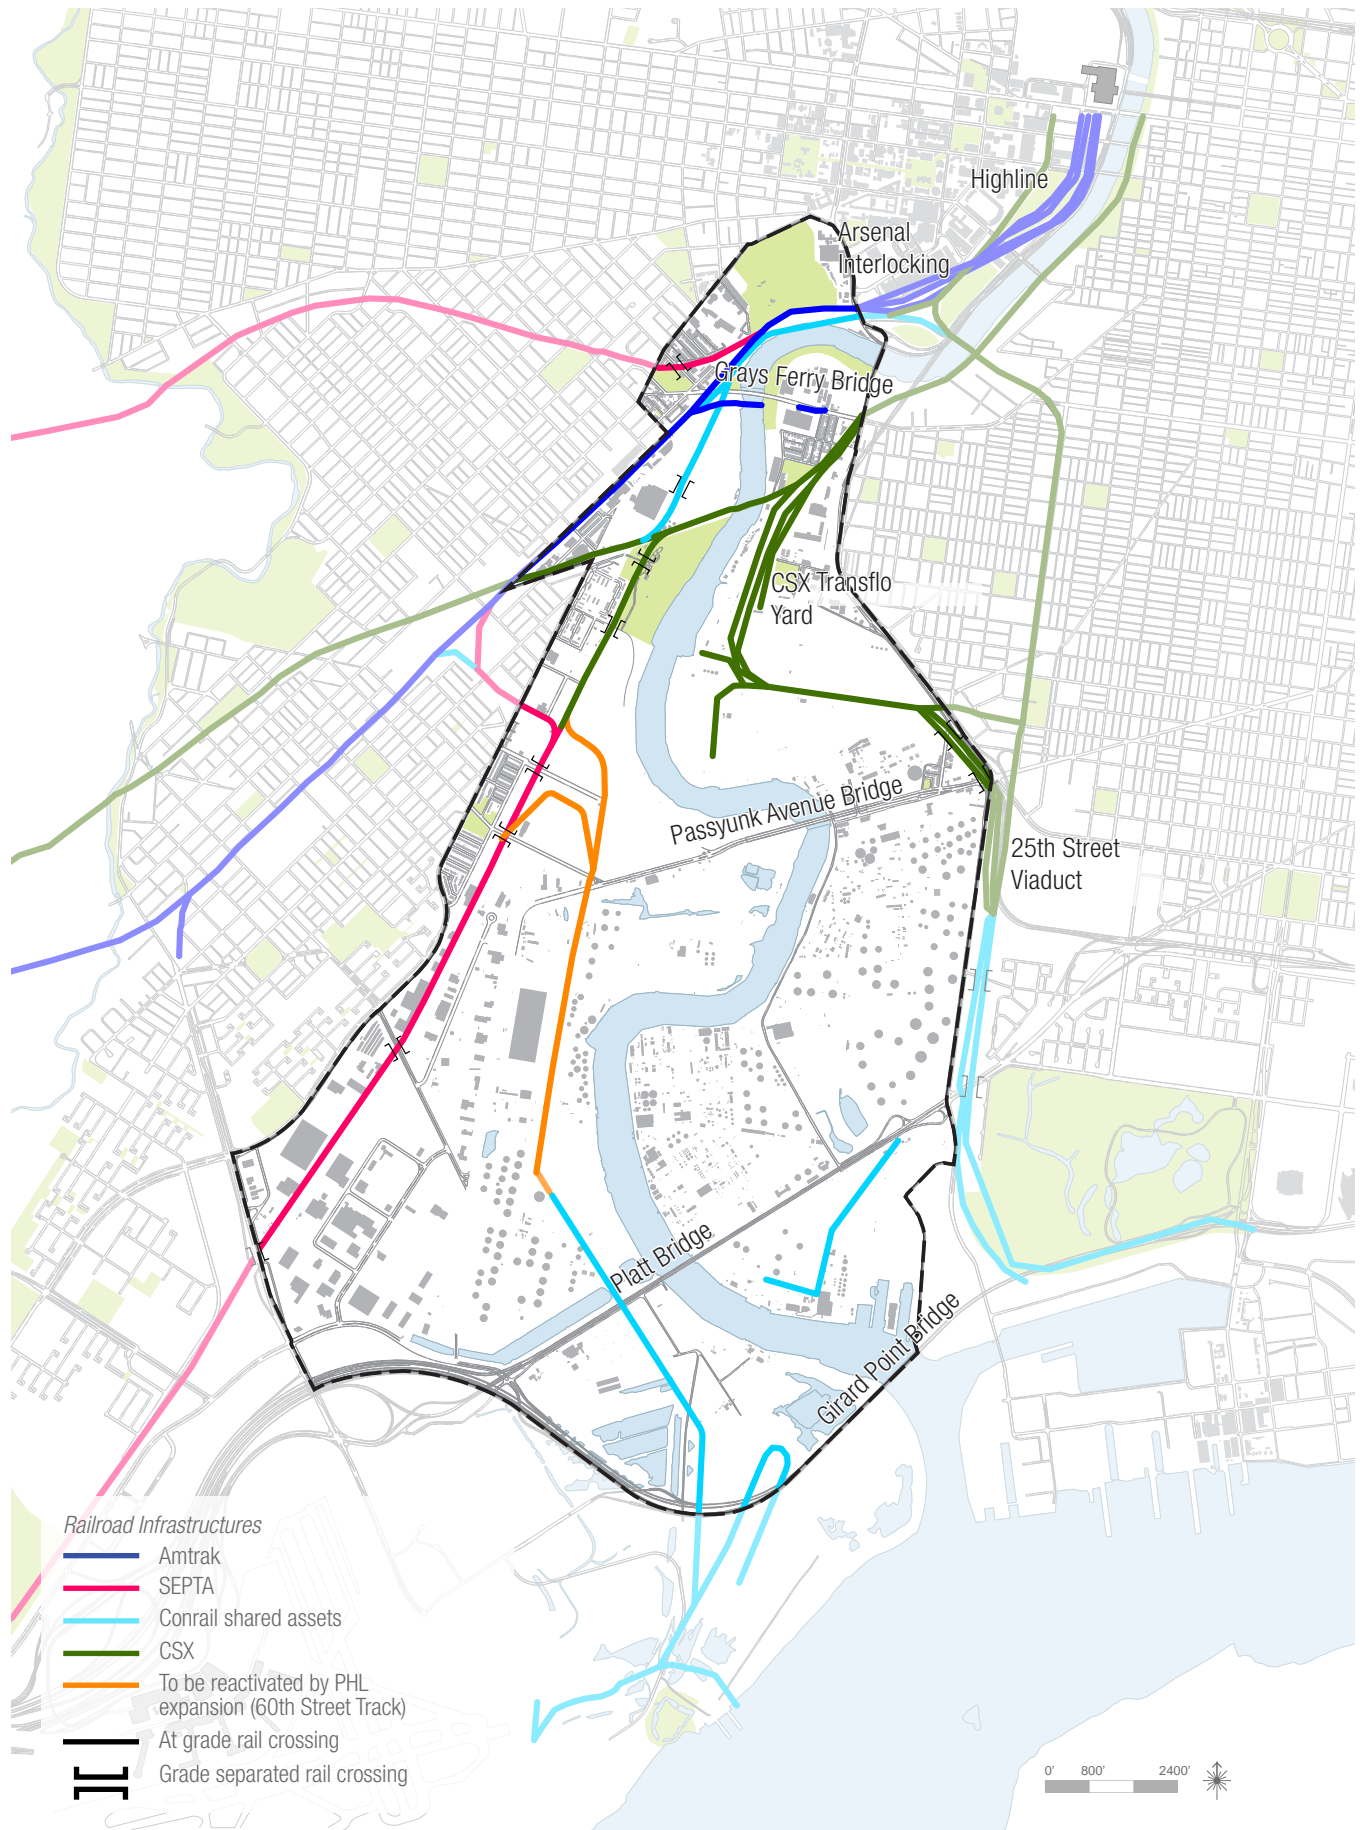 Highline
Arsenal
Interlocking
Grays Ferry Bridge
CSX Transflo
Yard
Passyunk Avenue Bridge
25th Street
Viaduct
Platt Bridge
Girard Point Bridge
Railroad Infrastructures
Amtrak
SEPTA
Conrail shared assets
CSX
To be reactivated by PHL
expansion (60th Street Track)
At grade rail crossing
Grade separated rail crossing
0' 800' 2400'